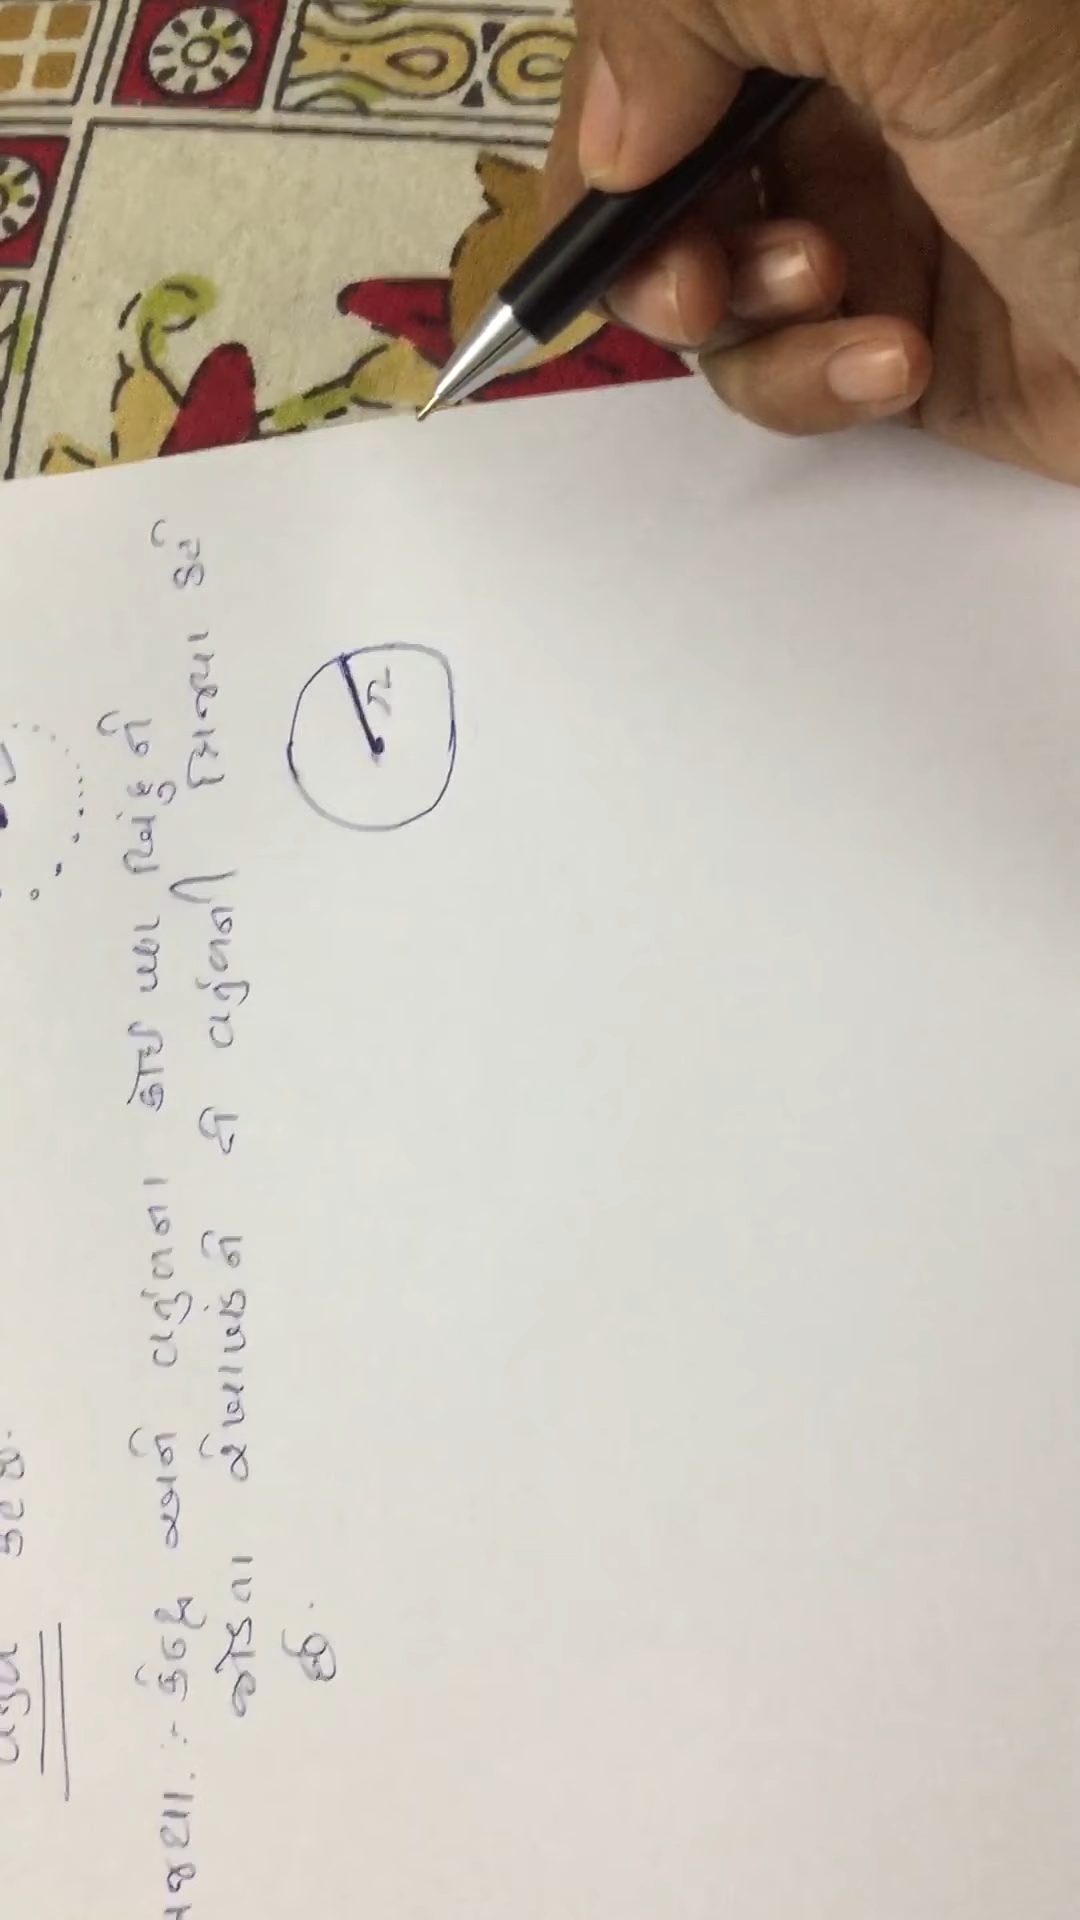 વર્તુળ કહે છે.
ત્રિજ્યા :- કેન્દ્ર અને વર્તુળના કોઈ પણ બિંદુને
જોડતા રેખાખંડને તે વર્તુળની ત્રિજ્યા કહે
છે.
r